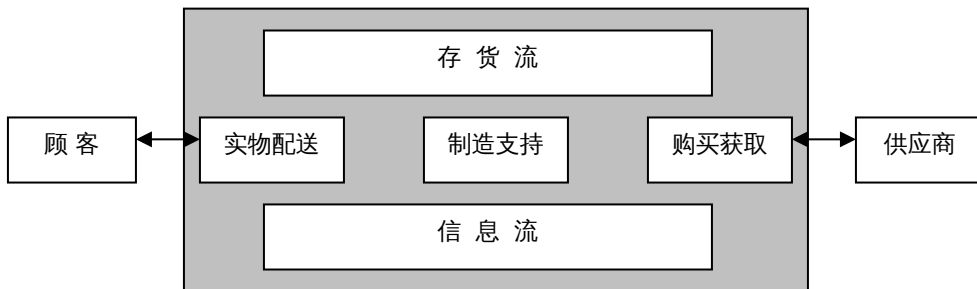 存 货 流
顾 客
实物配送
制造支持
购买获取
供应商
信 息 流